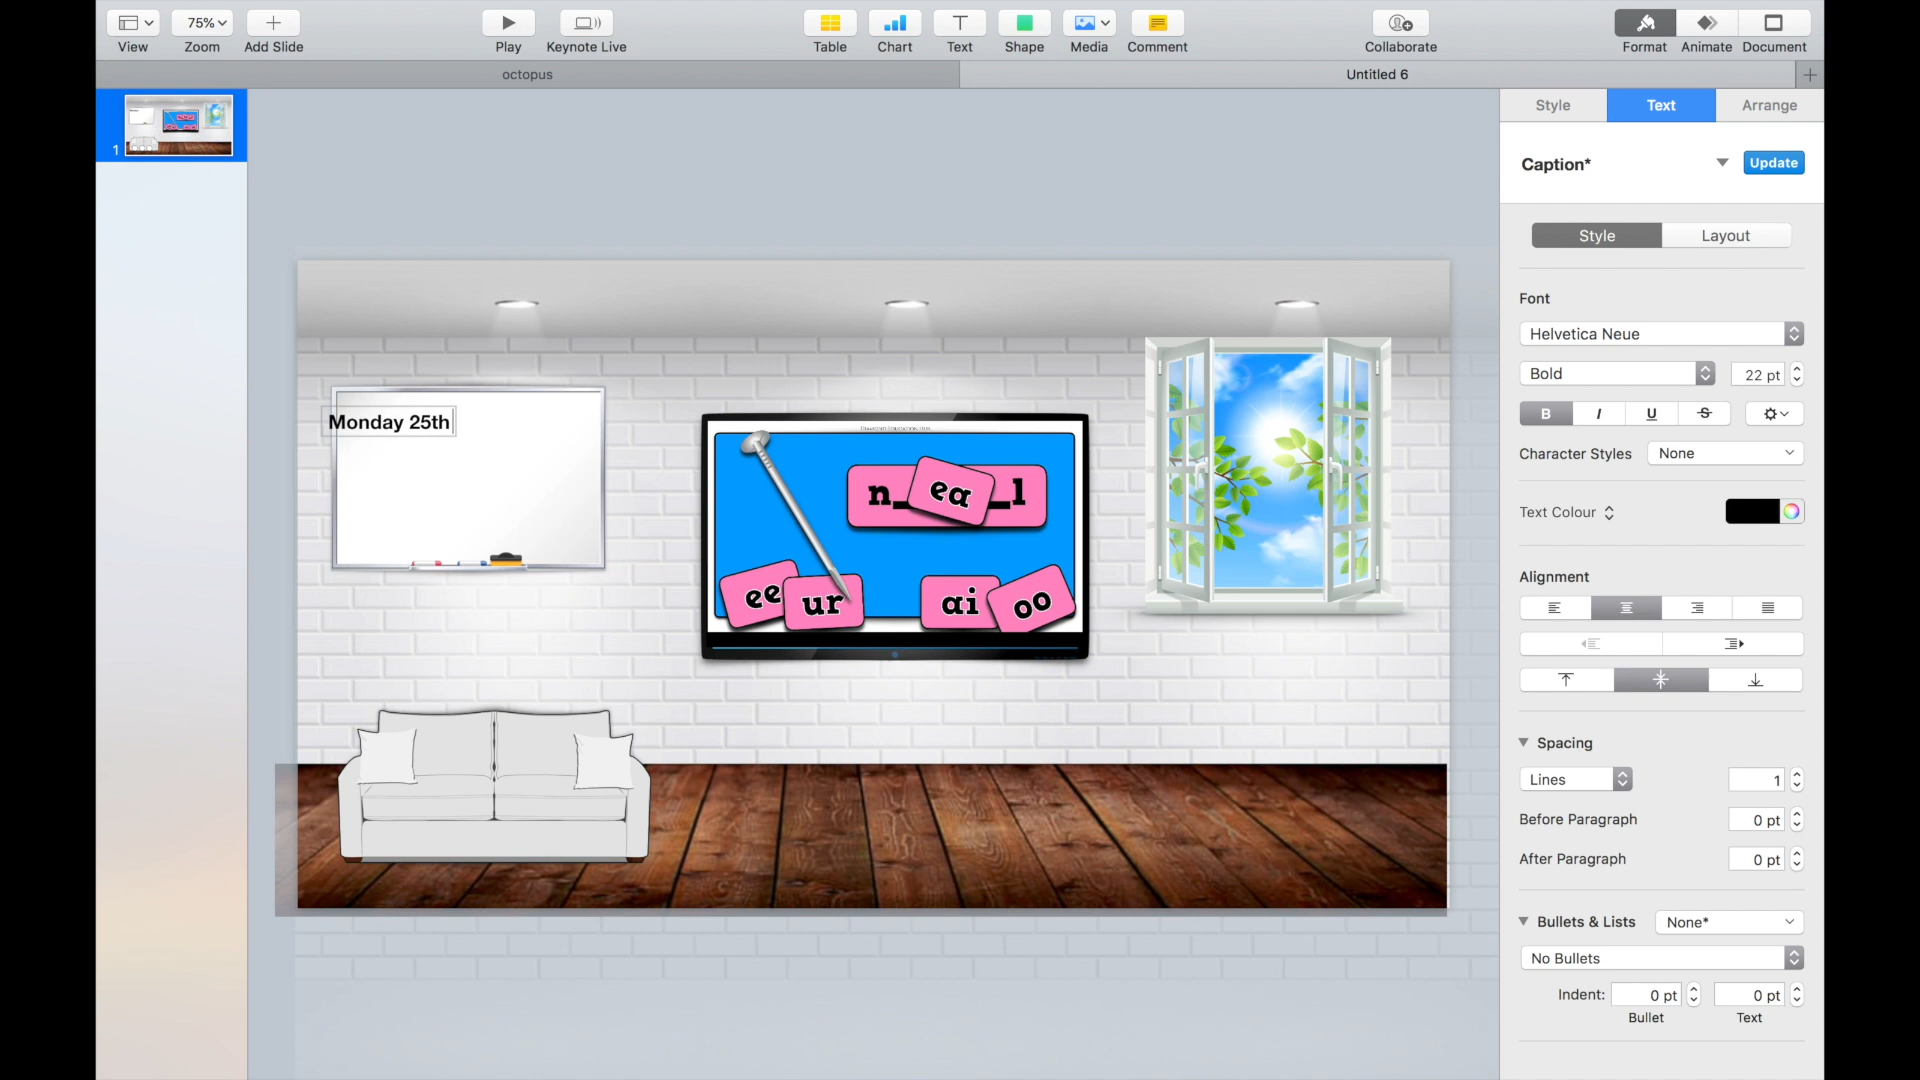 75%
View
Zoom
Add Slide
Play
Keynote Live
Table
Chart
T
Text
Shape
Media
Comment
Collaborate
Format
Animate
Document
octopus
Untitled 6
1
Style
Text
Arrange
Caption*
Update
Style
Layout
Font
Helvetica Neue
Bold
22 pt
B
I
U
S
Character Styles
None
Text Colour
Alignment
Spacing
Lines
1
Before Paragraph
0 pt
After Paragraph
0 pt
Bullets & Lists
None*
No Bullets
Indent:
0 pt
0 pt
Bullet
Text
Monday 25th
n_ea_l
ee
ur
ai
oo